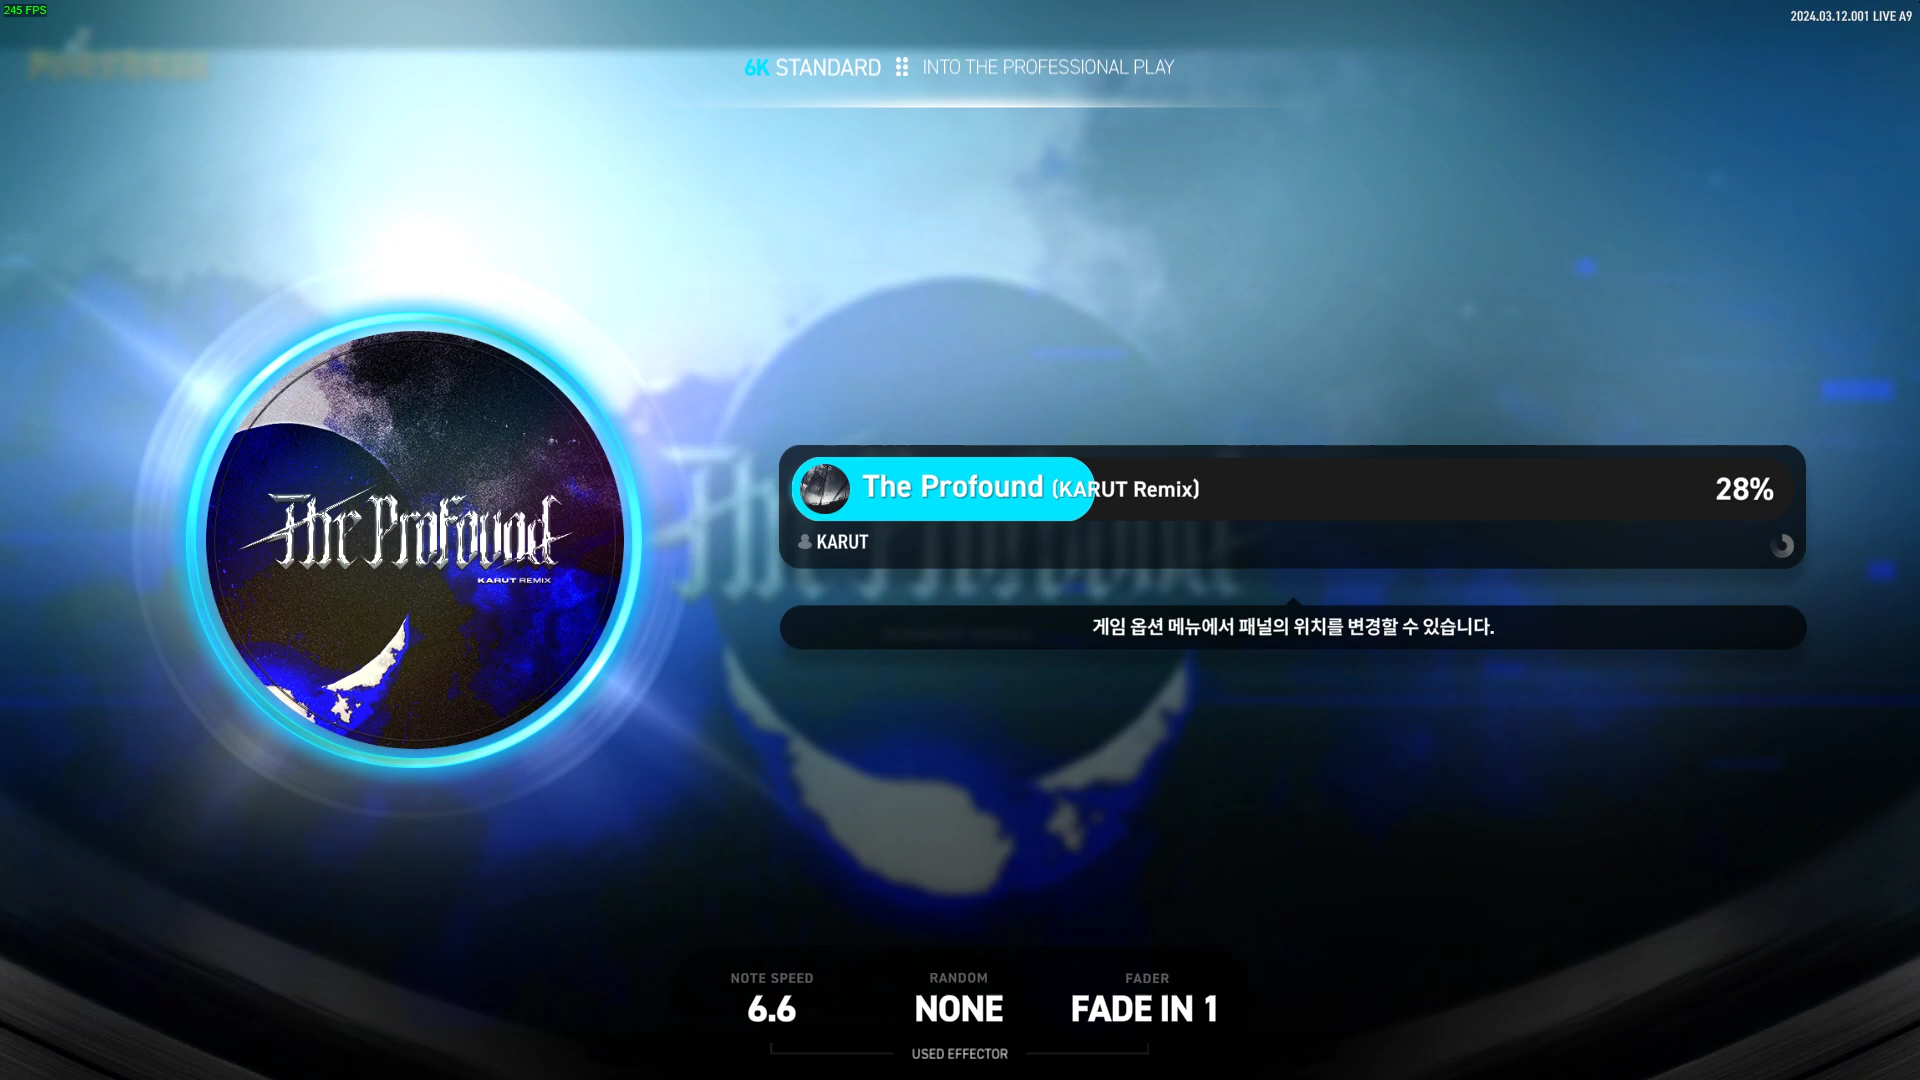 245 FPS
2024.03.12.001 LIVE A9
6K STANDARD INTO THE PROFESSIONAL PLAY
The Profound
KARUT REMIX
The Profound (KARUT Remix)
28%
KARUT
게임 옵션 메뉴에서 패널의 위치를 변경할 수 있습니다.
NOTE SPEED RANDOM FADER
6.6 NONE FADE IN 1
USED EFFECTOR